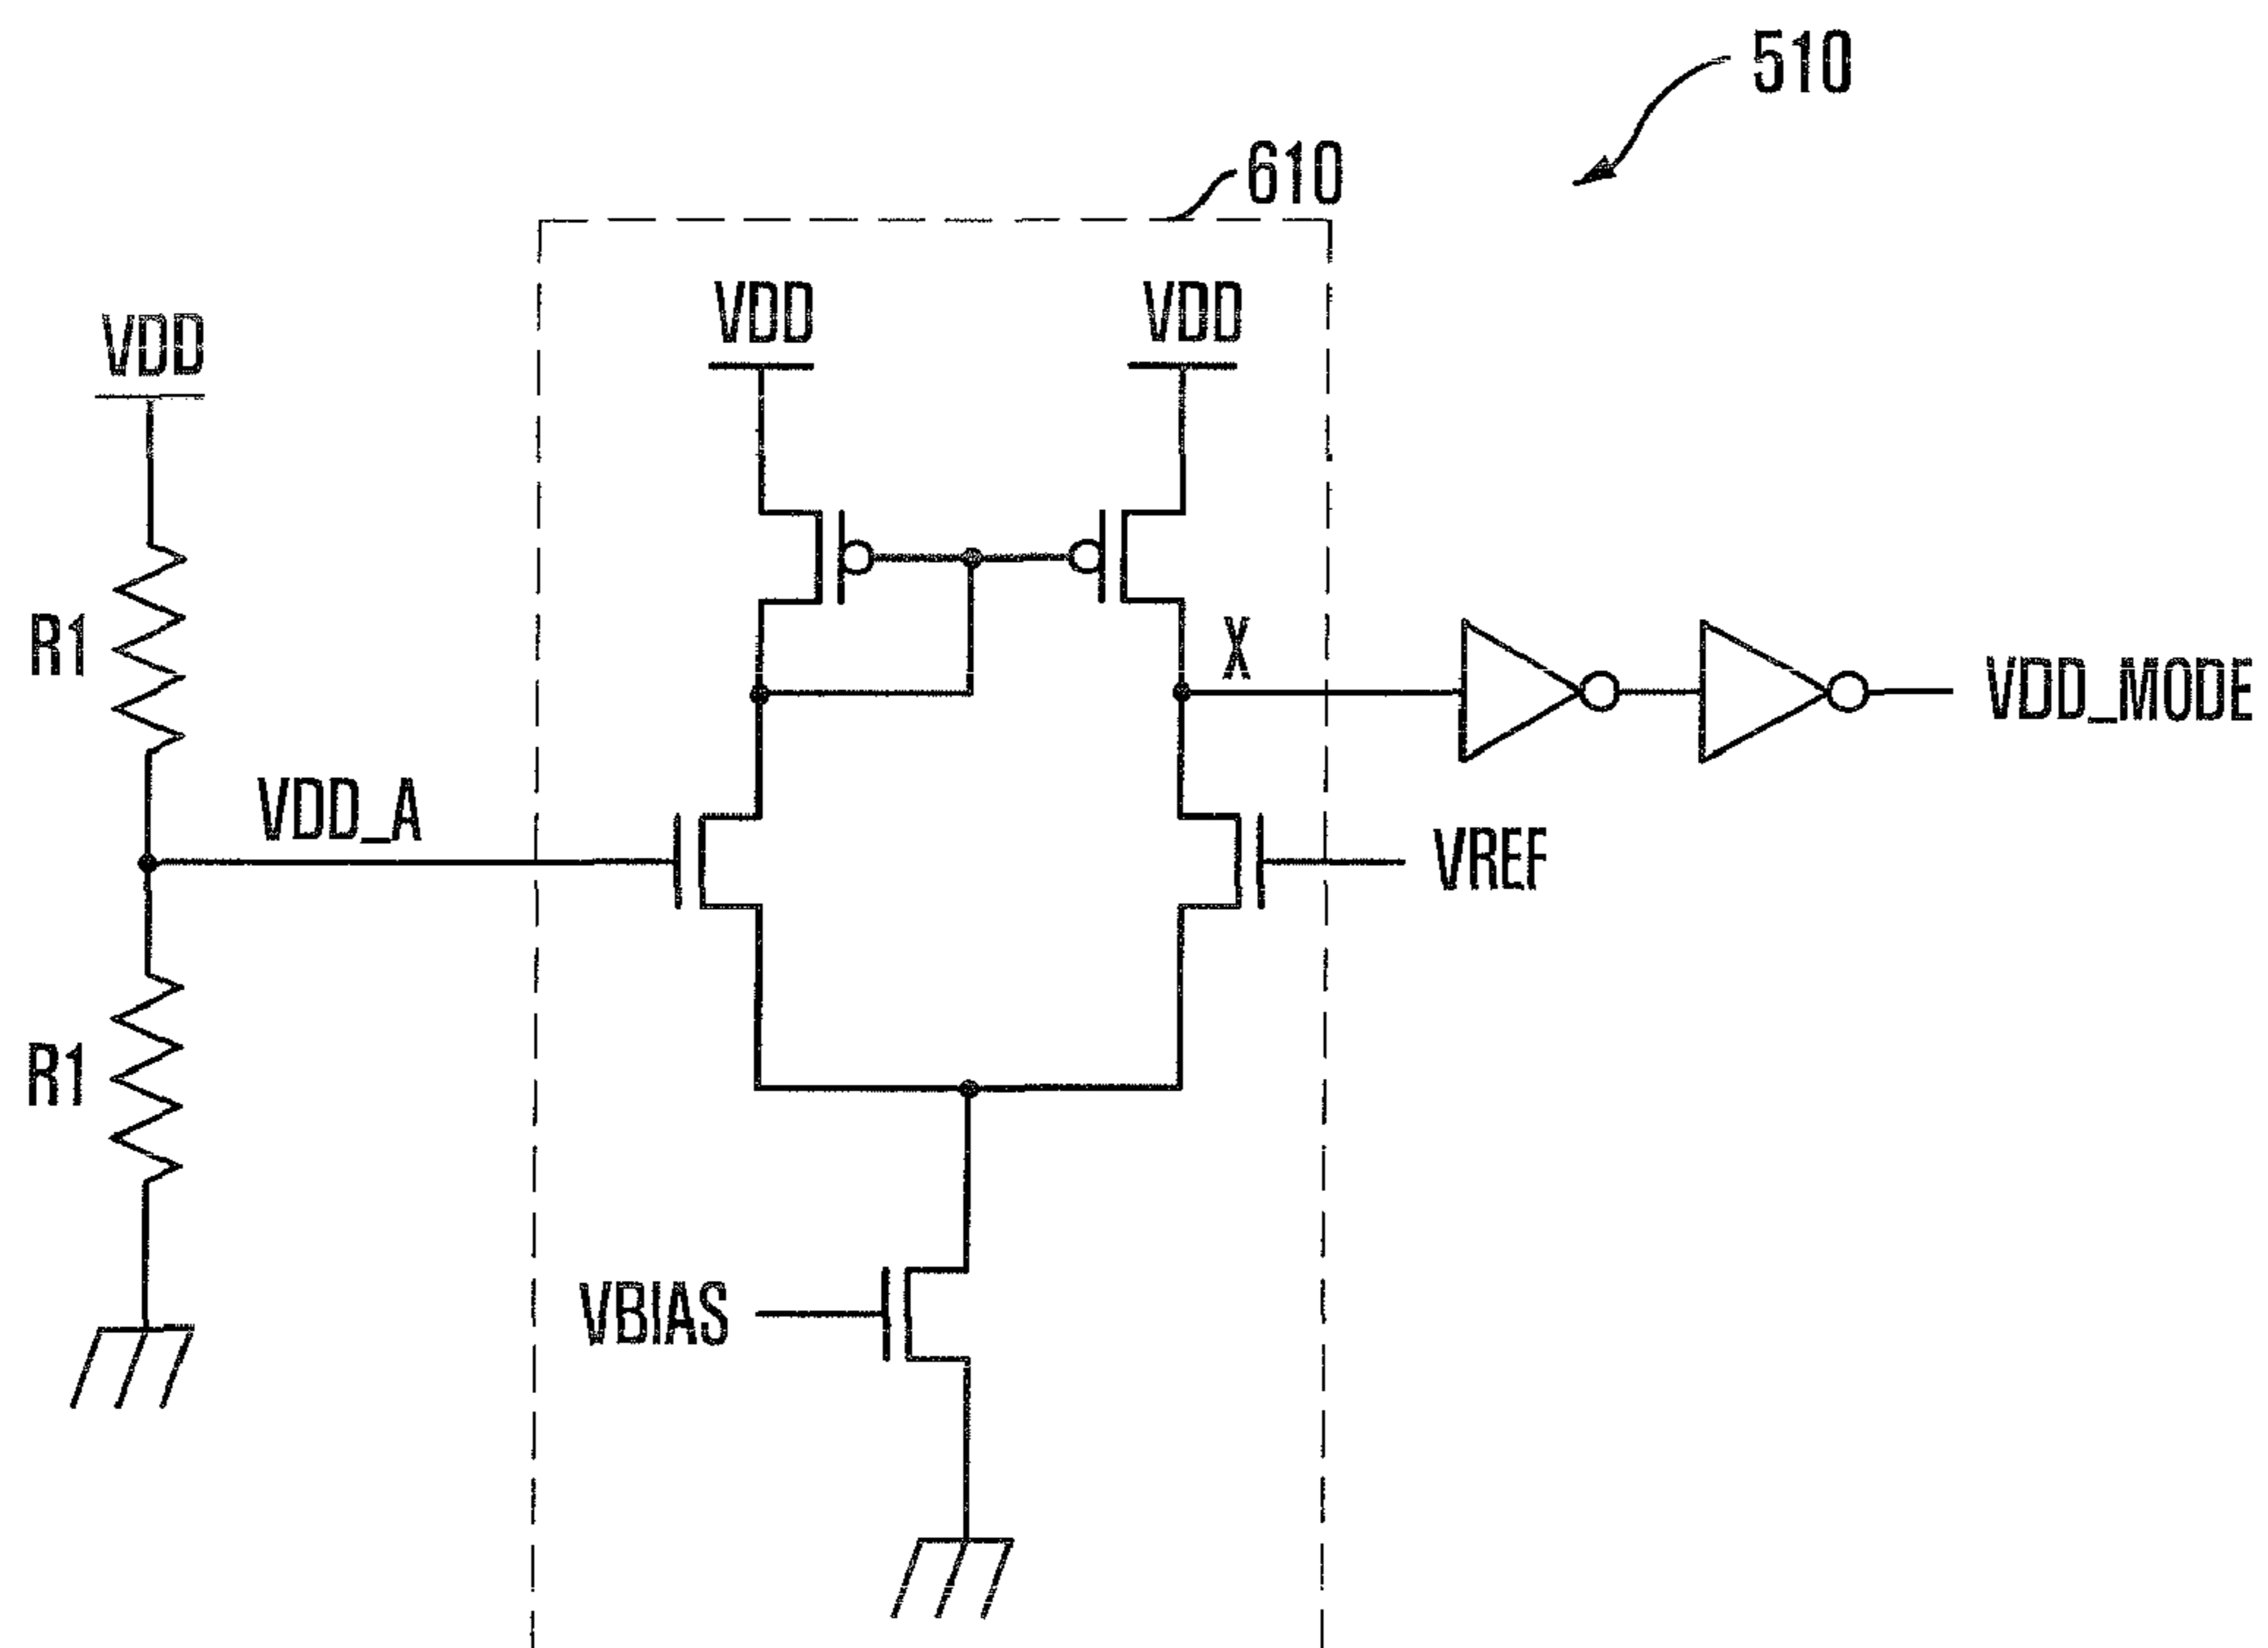 510
610
VDD
VDD
VDD
R1
X
VDD_MODE
VDD_A
VREF
R1
VBIAS